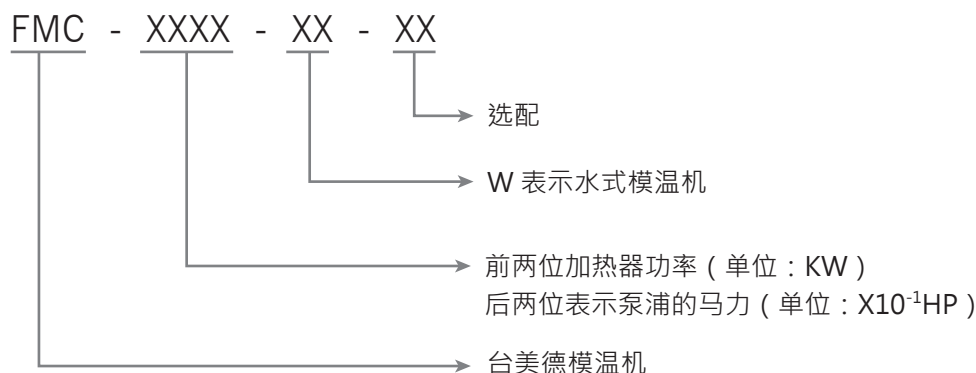 FMC - XXXX - XX - XX
选配
W 表示水式模温机
前两位加热器功率（单位：KW）
后两位表示泵浦的马力（单位：X10⁻¹HP）
台美德模温机